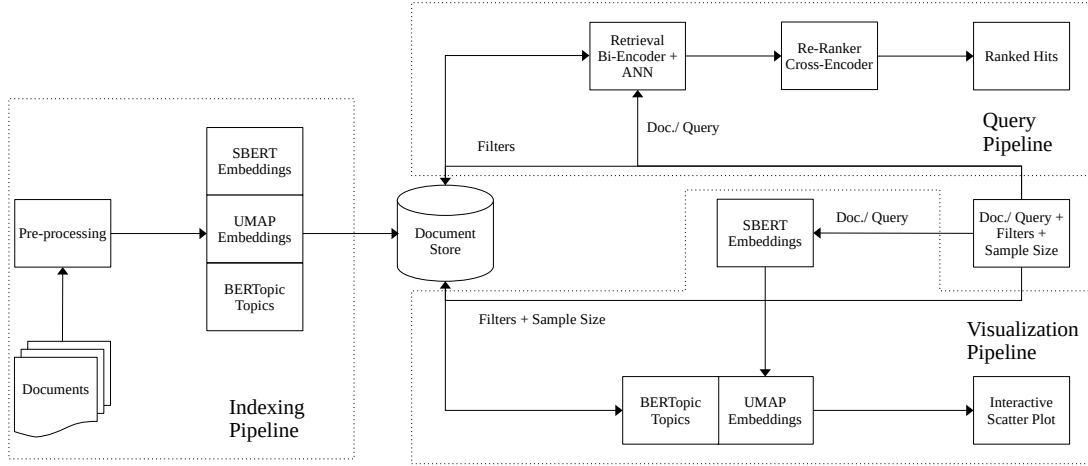 Retrieval
Bi-Encoder +
ANN
Re-Ranker
Cross-Encoder
Ranked Hits
Doc./ Query
Filters
Query
Pipeline
SBERT
Embeddings
UMAP
Embeddings
BERTopic
Topics
Pre-processing
Documents
Indexing
Pipeline
Document
Store
SBERT
Embeddings
Doc./ Query
Doc./ Query +
Filters +
Sample Size
Filters + Sample Size
Visualization
Pipeline
BERTopic
Topics
UMAP
Embeddings
Interactive
Scatter Plot